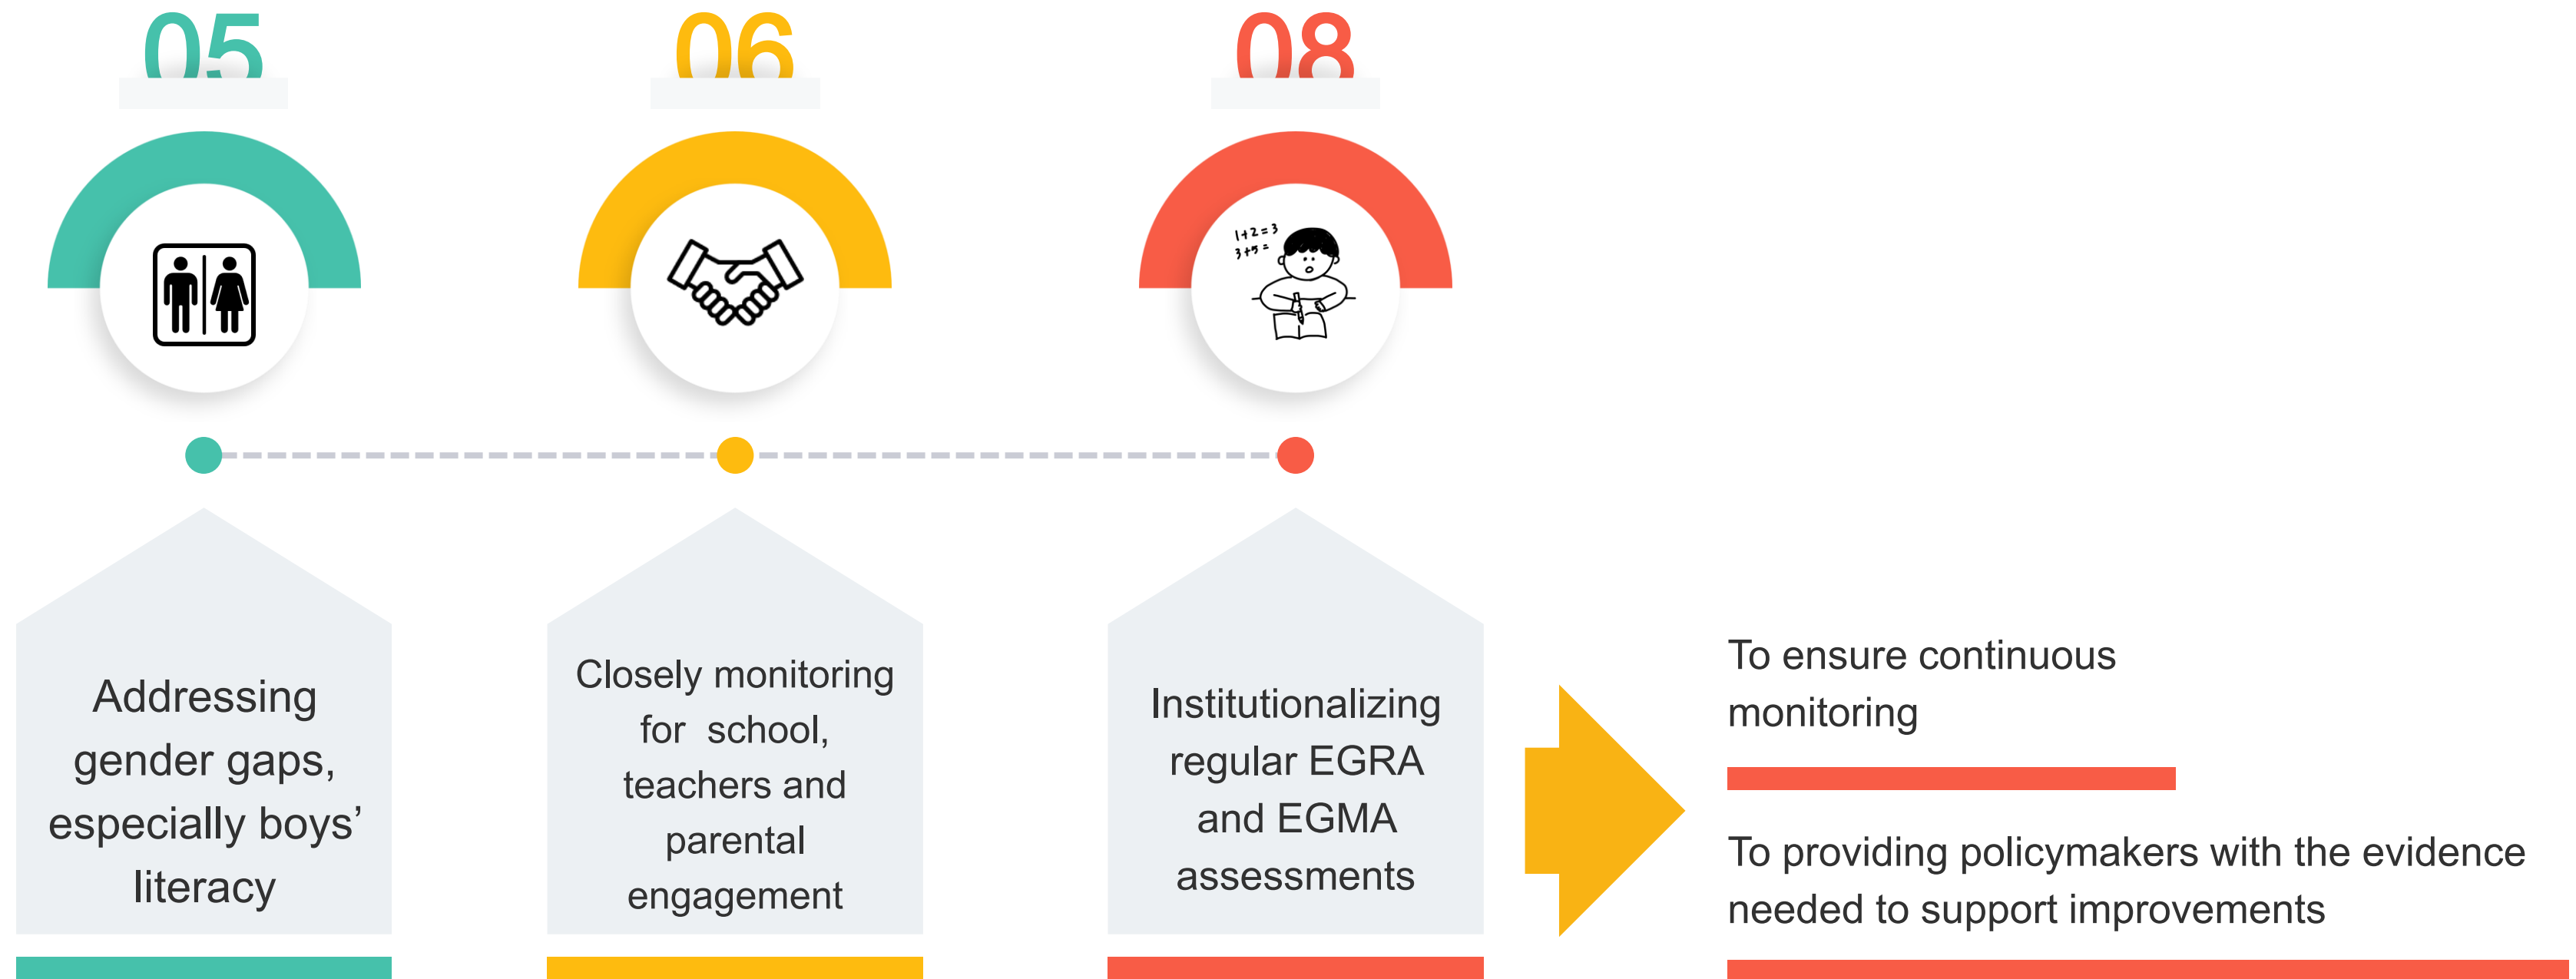 05
06
08
1+2=3
3+5=
Addressing
gender gaps,
especially boys’
literacy
Closely monitoring
for  school,
teachers and
parental
engagement
Institutionalizing
regular EGRA
and EGMA
assessments
To ensure continuous
monitoring
To providing policymakers with the evidence
needed to support improvements